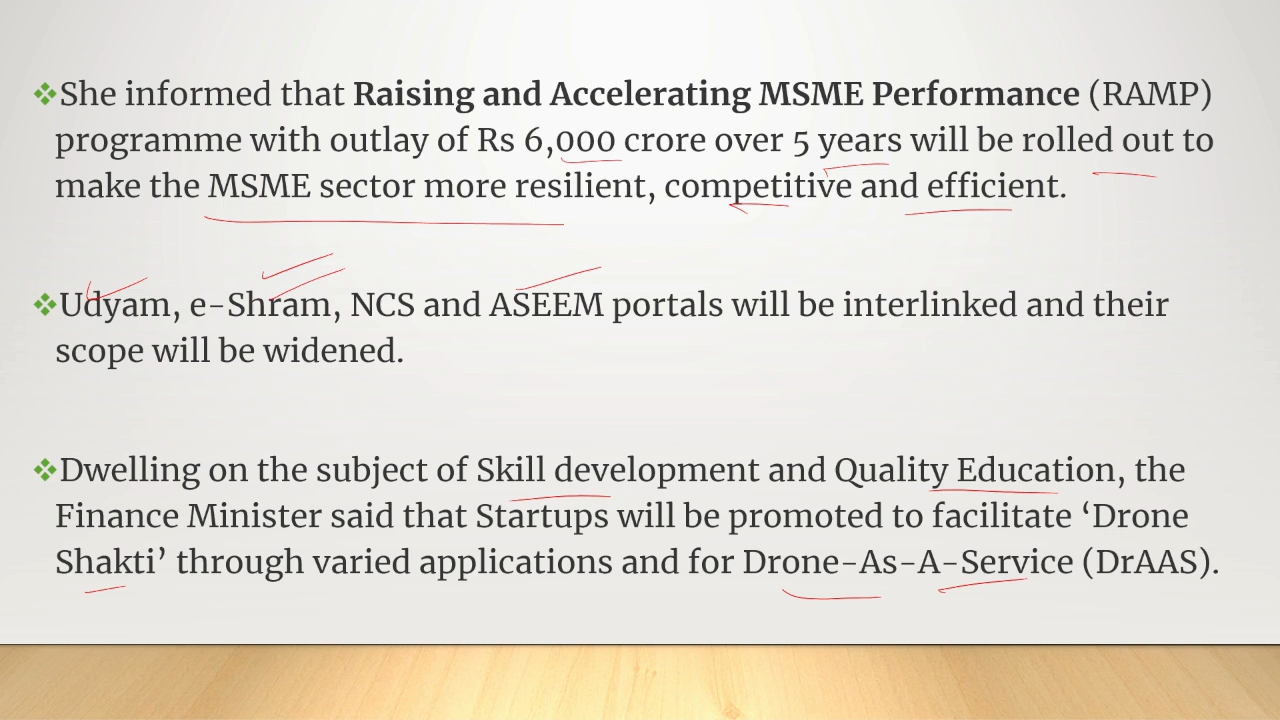 ❖She informed that Raising and Accelerating MSME Performance (RAMP)
programme with outlay of Rs 6,000 crore over 5 years will be rolled out to
make the MSME sector more resilient, competitive and efficient.
❖Udyam, e-Shram, NCS and ASEEM portals will be interlinked and their
scope will be widened.
❖Dwelling on the subject of Skill development and Quality Education, the
Finance Minister said that Startups will be promoted to facilitate ‘Drone
Shakti’ through varied applications and for Drone-As-A-Service (DrAAS).